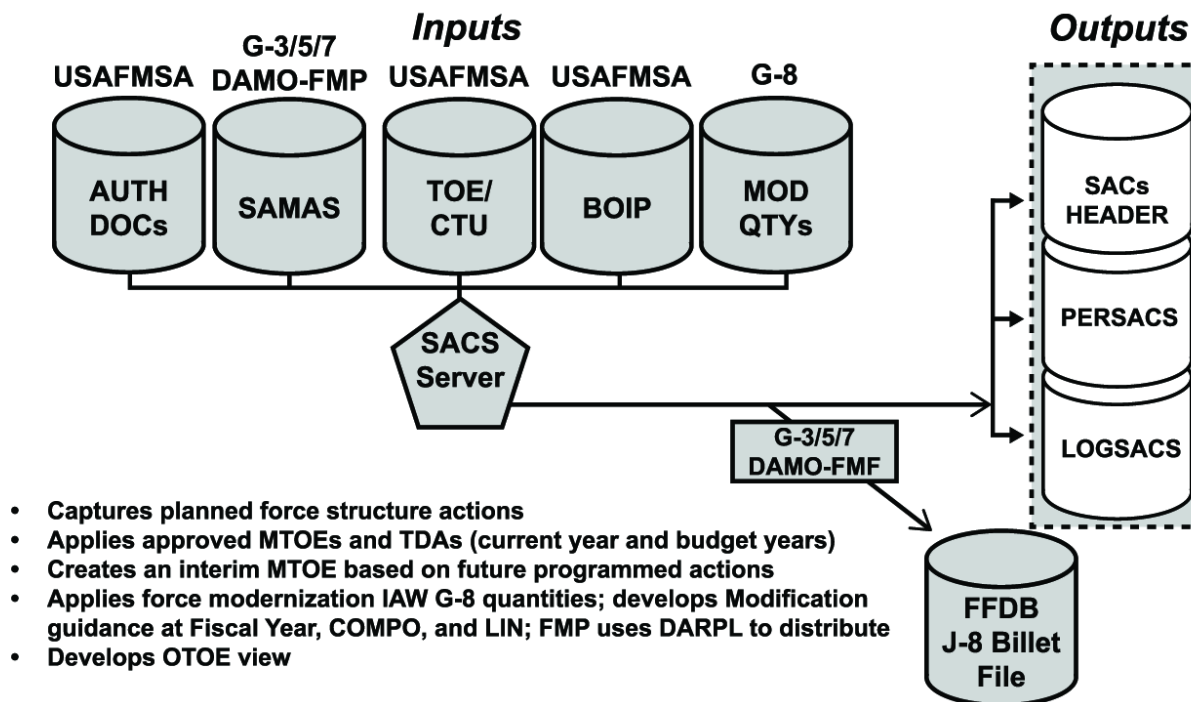 Inputs
Outputs
G-3/5/7
USAFMSA DAMO-FMP USAFMSA USAFMSA G-8
AUTH
DOCs
SAMAS
TOE/
CTU
BOIP
MOD
QTYs
SACs
HEADER
PERSACS
LOGSACS
SACS
Server
G-3/5/7
DAMO-FMF
FFDB
J-8 Billet
File
• Captures planned force structure actions
• Applies approved MTOEs and TDAs (current year and budget years)
• Creates an interim MTOE based on future programmed actions
• Applies force modernization IAW G-8 quantities; develops Modification
guidance at Fiscal Year, COMPO, and LIN; FMP uses DARPL to distribute
• Develops OTOE view